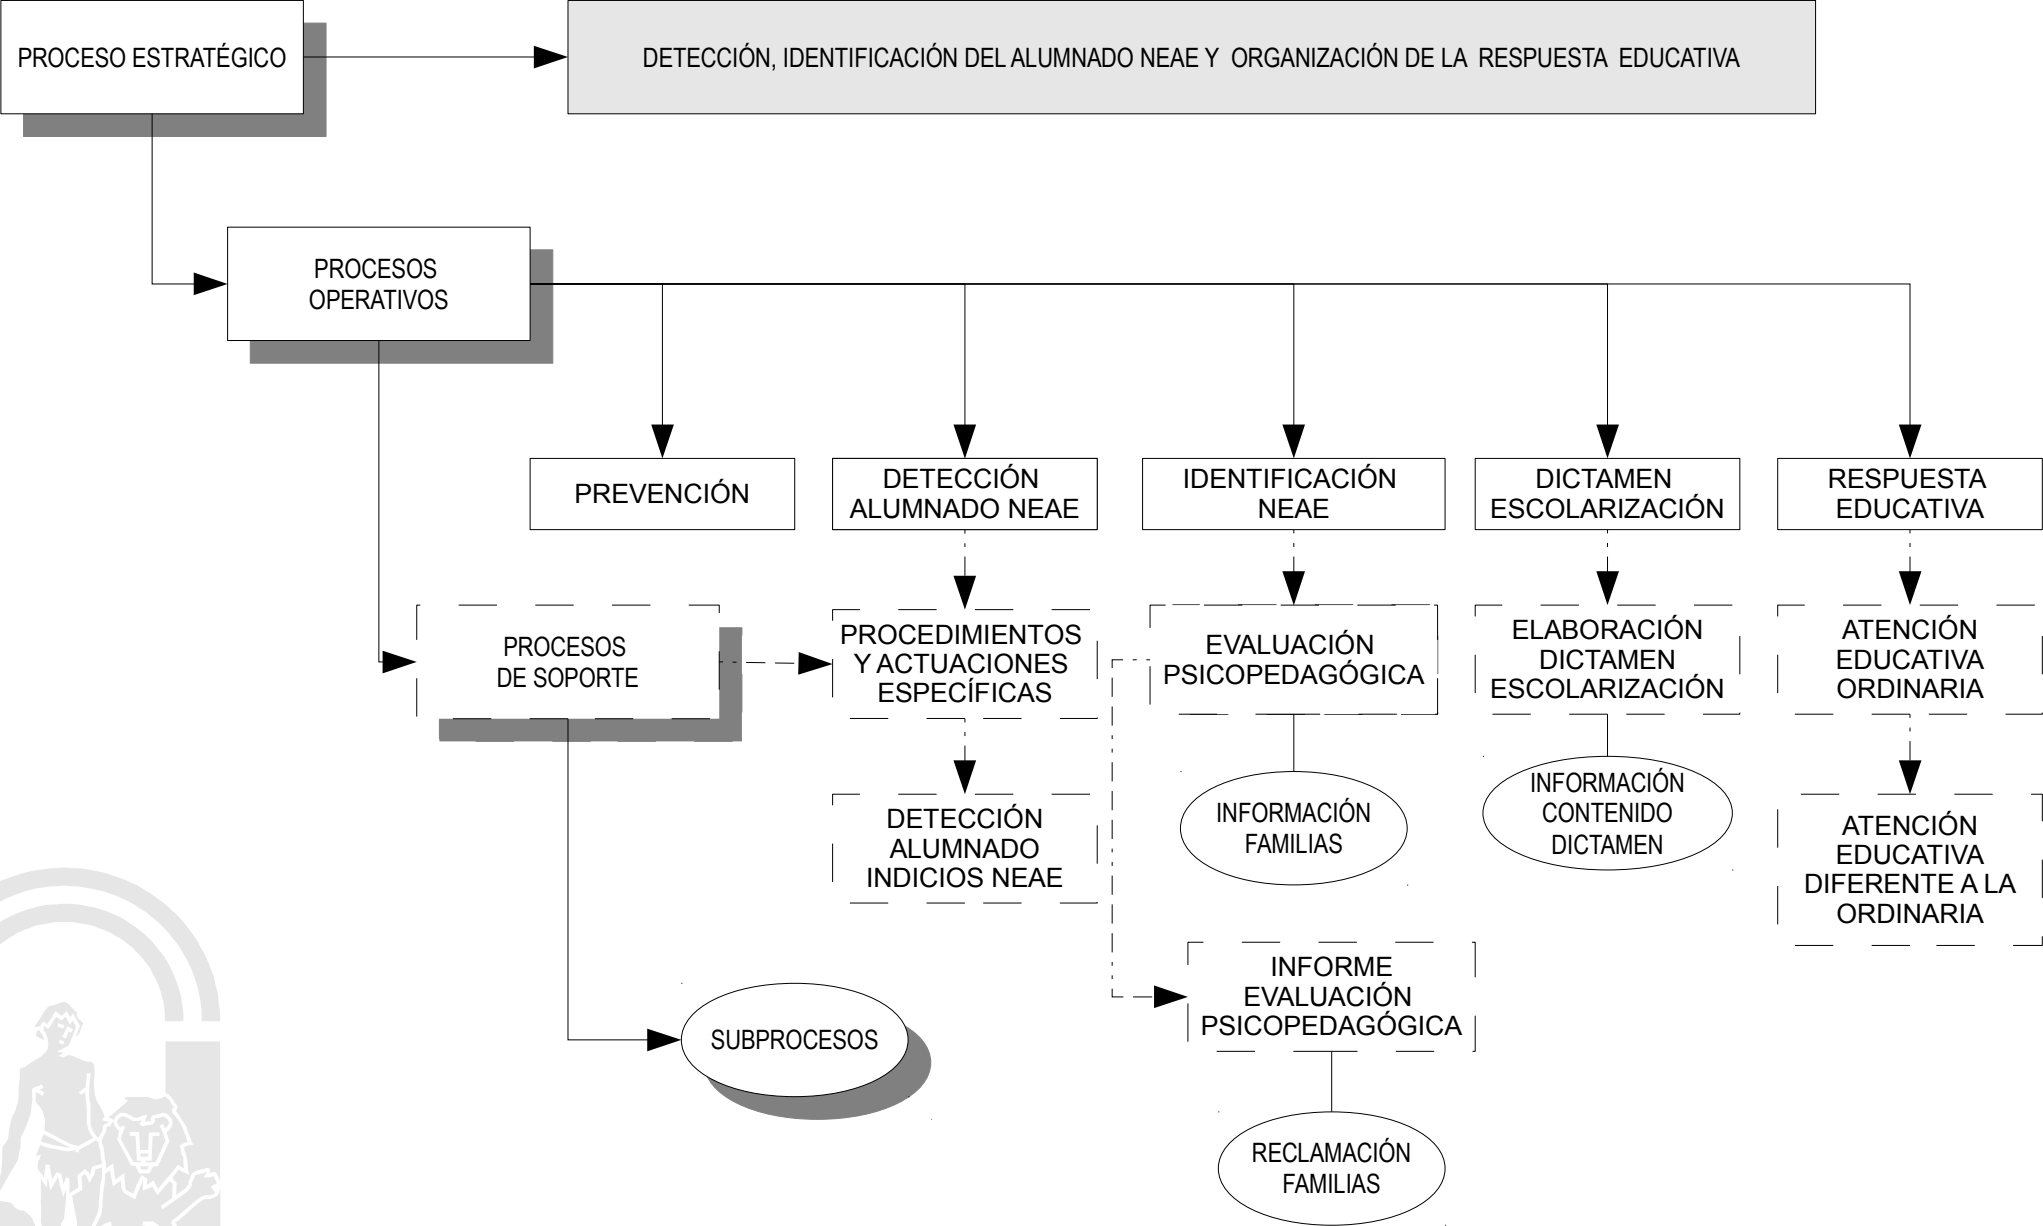 PROCESO ESTRATÉGICO
DETECCIÓN, IDENTIFICACIÓN DEL ALUMNADO NEAE Y ORGANIZACIÓN DE LA RESPUESTA EDUCATIVA
PROCESOS
OPERATIVOS
PREVENCIÓN
DETECCIÓN
ALUMNADO NEAE
IDENTIFICACIÓN
NEAE
DICTAMEN
ESCOLARIZACIÓN
RESPUESTA
EDUCATIVA
PROCESOS
DE SOPORTE
PROCEDIMIENTOS
Y ACTUACIONES
ESPECÍFICAS
EVALUACIÓN
PSICOPEDAGÓGICA
ELABORACIÓN
DICTAMEN
ESCOLARIZACIÓN
ATENCIÓN
EDUCATIVA
ORDINARIA
DETECCIÓN
ALUMNADO
INDICIOS NEAE
INFORMACIÓN
FAMILIAS
INFORMACIÓN
CONTENIDO
DICTAMEN
ATENCIÓN
EDUCATIVA
DIFERENTE A LA
ORDINARIA
INFORME
EVALUACIÓN
PSICOPEDAGÓGICA
SUBPROCESOS
RECLAMACIÓN
FAMILIAS